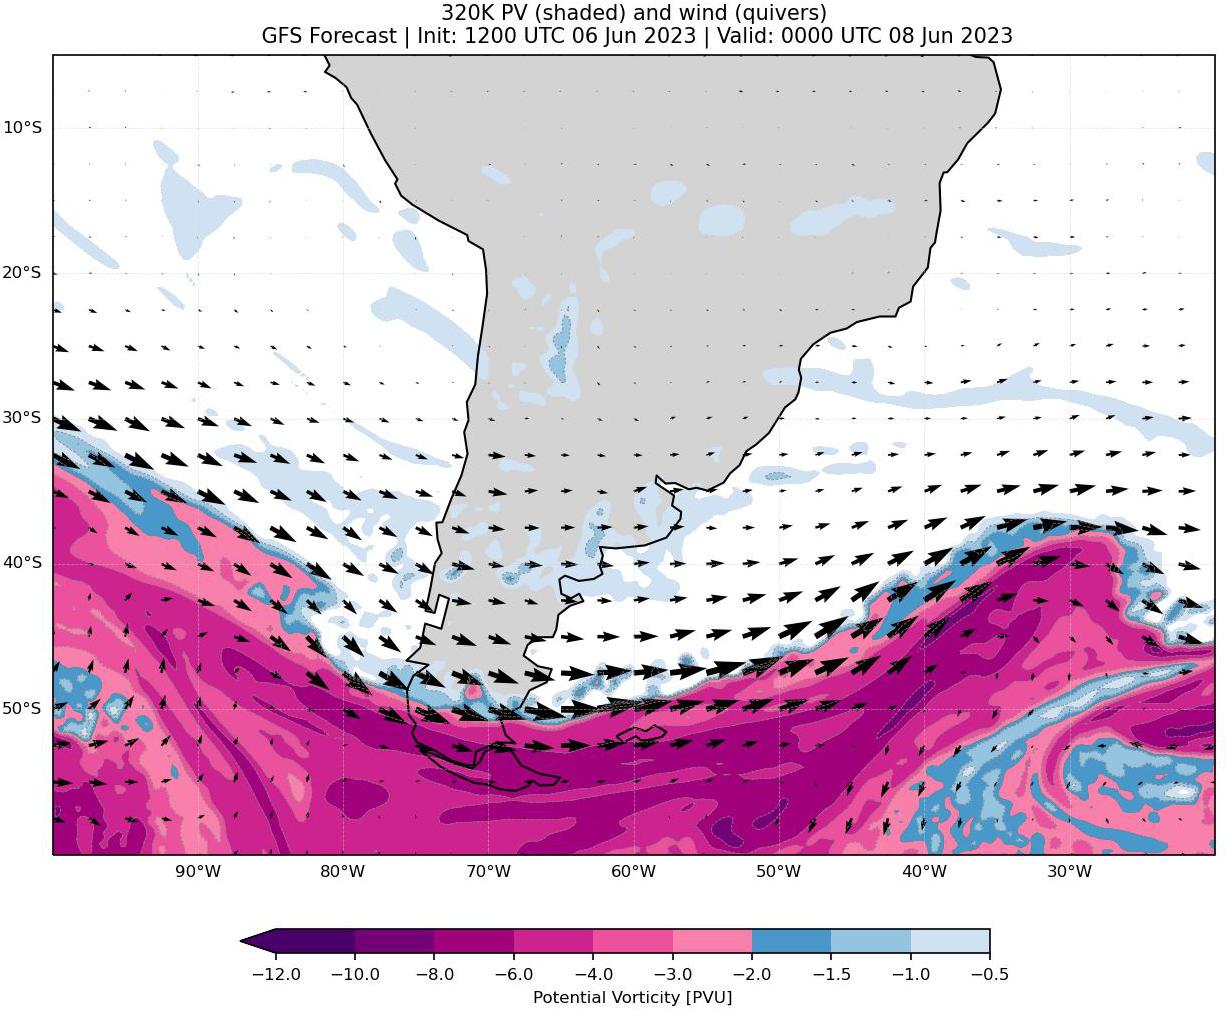 320K PV (shaded) and wind (quivers)
GFS Forecast | Init: 1200 UTC 06 Jun 2023 | Valid: 0000 UTC 08 Jun 2023
10°S
20°S
30°S
40°S
50°S
90°W 80°W 70°W 60°W 50°W 40°W 30°W
−12.0 −10.0 −8.0 −6.0 −4.0 −3.0 −2.0 −1.5 −1.0 −0.5
Potential Vorticity [PVU]